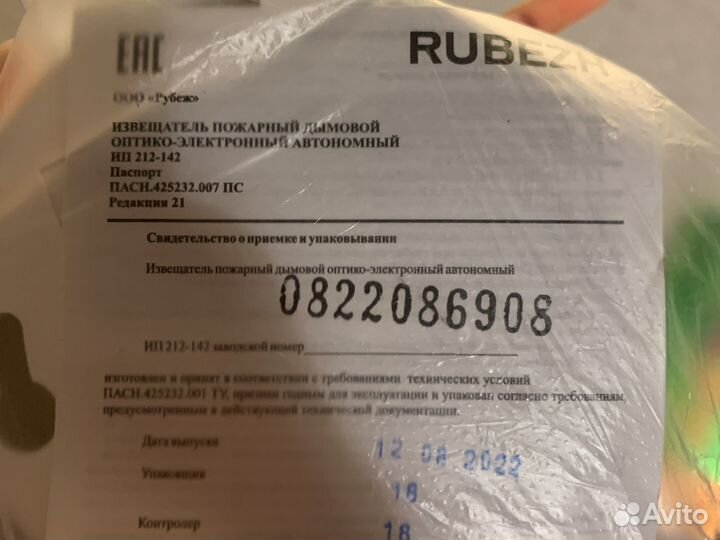 EAC RUBEZH
ООО «Рубеж»
ИЗВЕЩАТЕЛЬ ПОЖАРНЫЙ ДЫМОВОЙ
ОПТИКО-ЭЛЕКТРОННЫЙ АВТОНОМНЫЙ
ИП 212-142
Паспорт
ПАСН.425232.007 ПС
Редакция 21
Свидетельство о приемке и упаковывании
Извещатель пожарный дымовой оптико-электронный автономный
0822086908
ИП 212-142 заводской номер
изготовлен и принят в соответствии с требованиями технических условий
ПАСН.425232.001 ТУ, признан годным для эксплуатации и упакован согласно требованиям,
предусмотренным в действующей технической документации.
Дата выпуска 12 08 2022
Упаковщик 16
Контролер 18
Avito